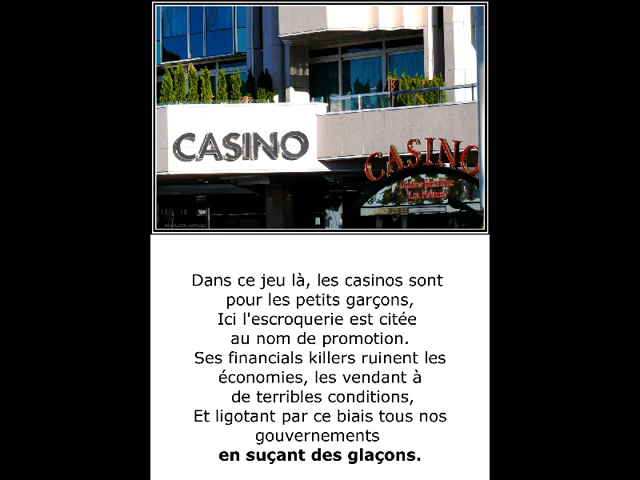 CASINO
CASINO
Dans ce jeu là, les casinos sont
pour les petits garçons,
Ici l'escroquerie est citée
au nom de promotion.
Ses financials killers ruinent les
économies, les vendant à
de terribles conditions,
Et ligotant par ce biais tous nos
gouvernements
en suçant des glaçons.